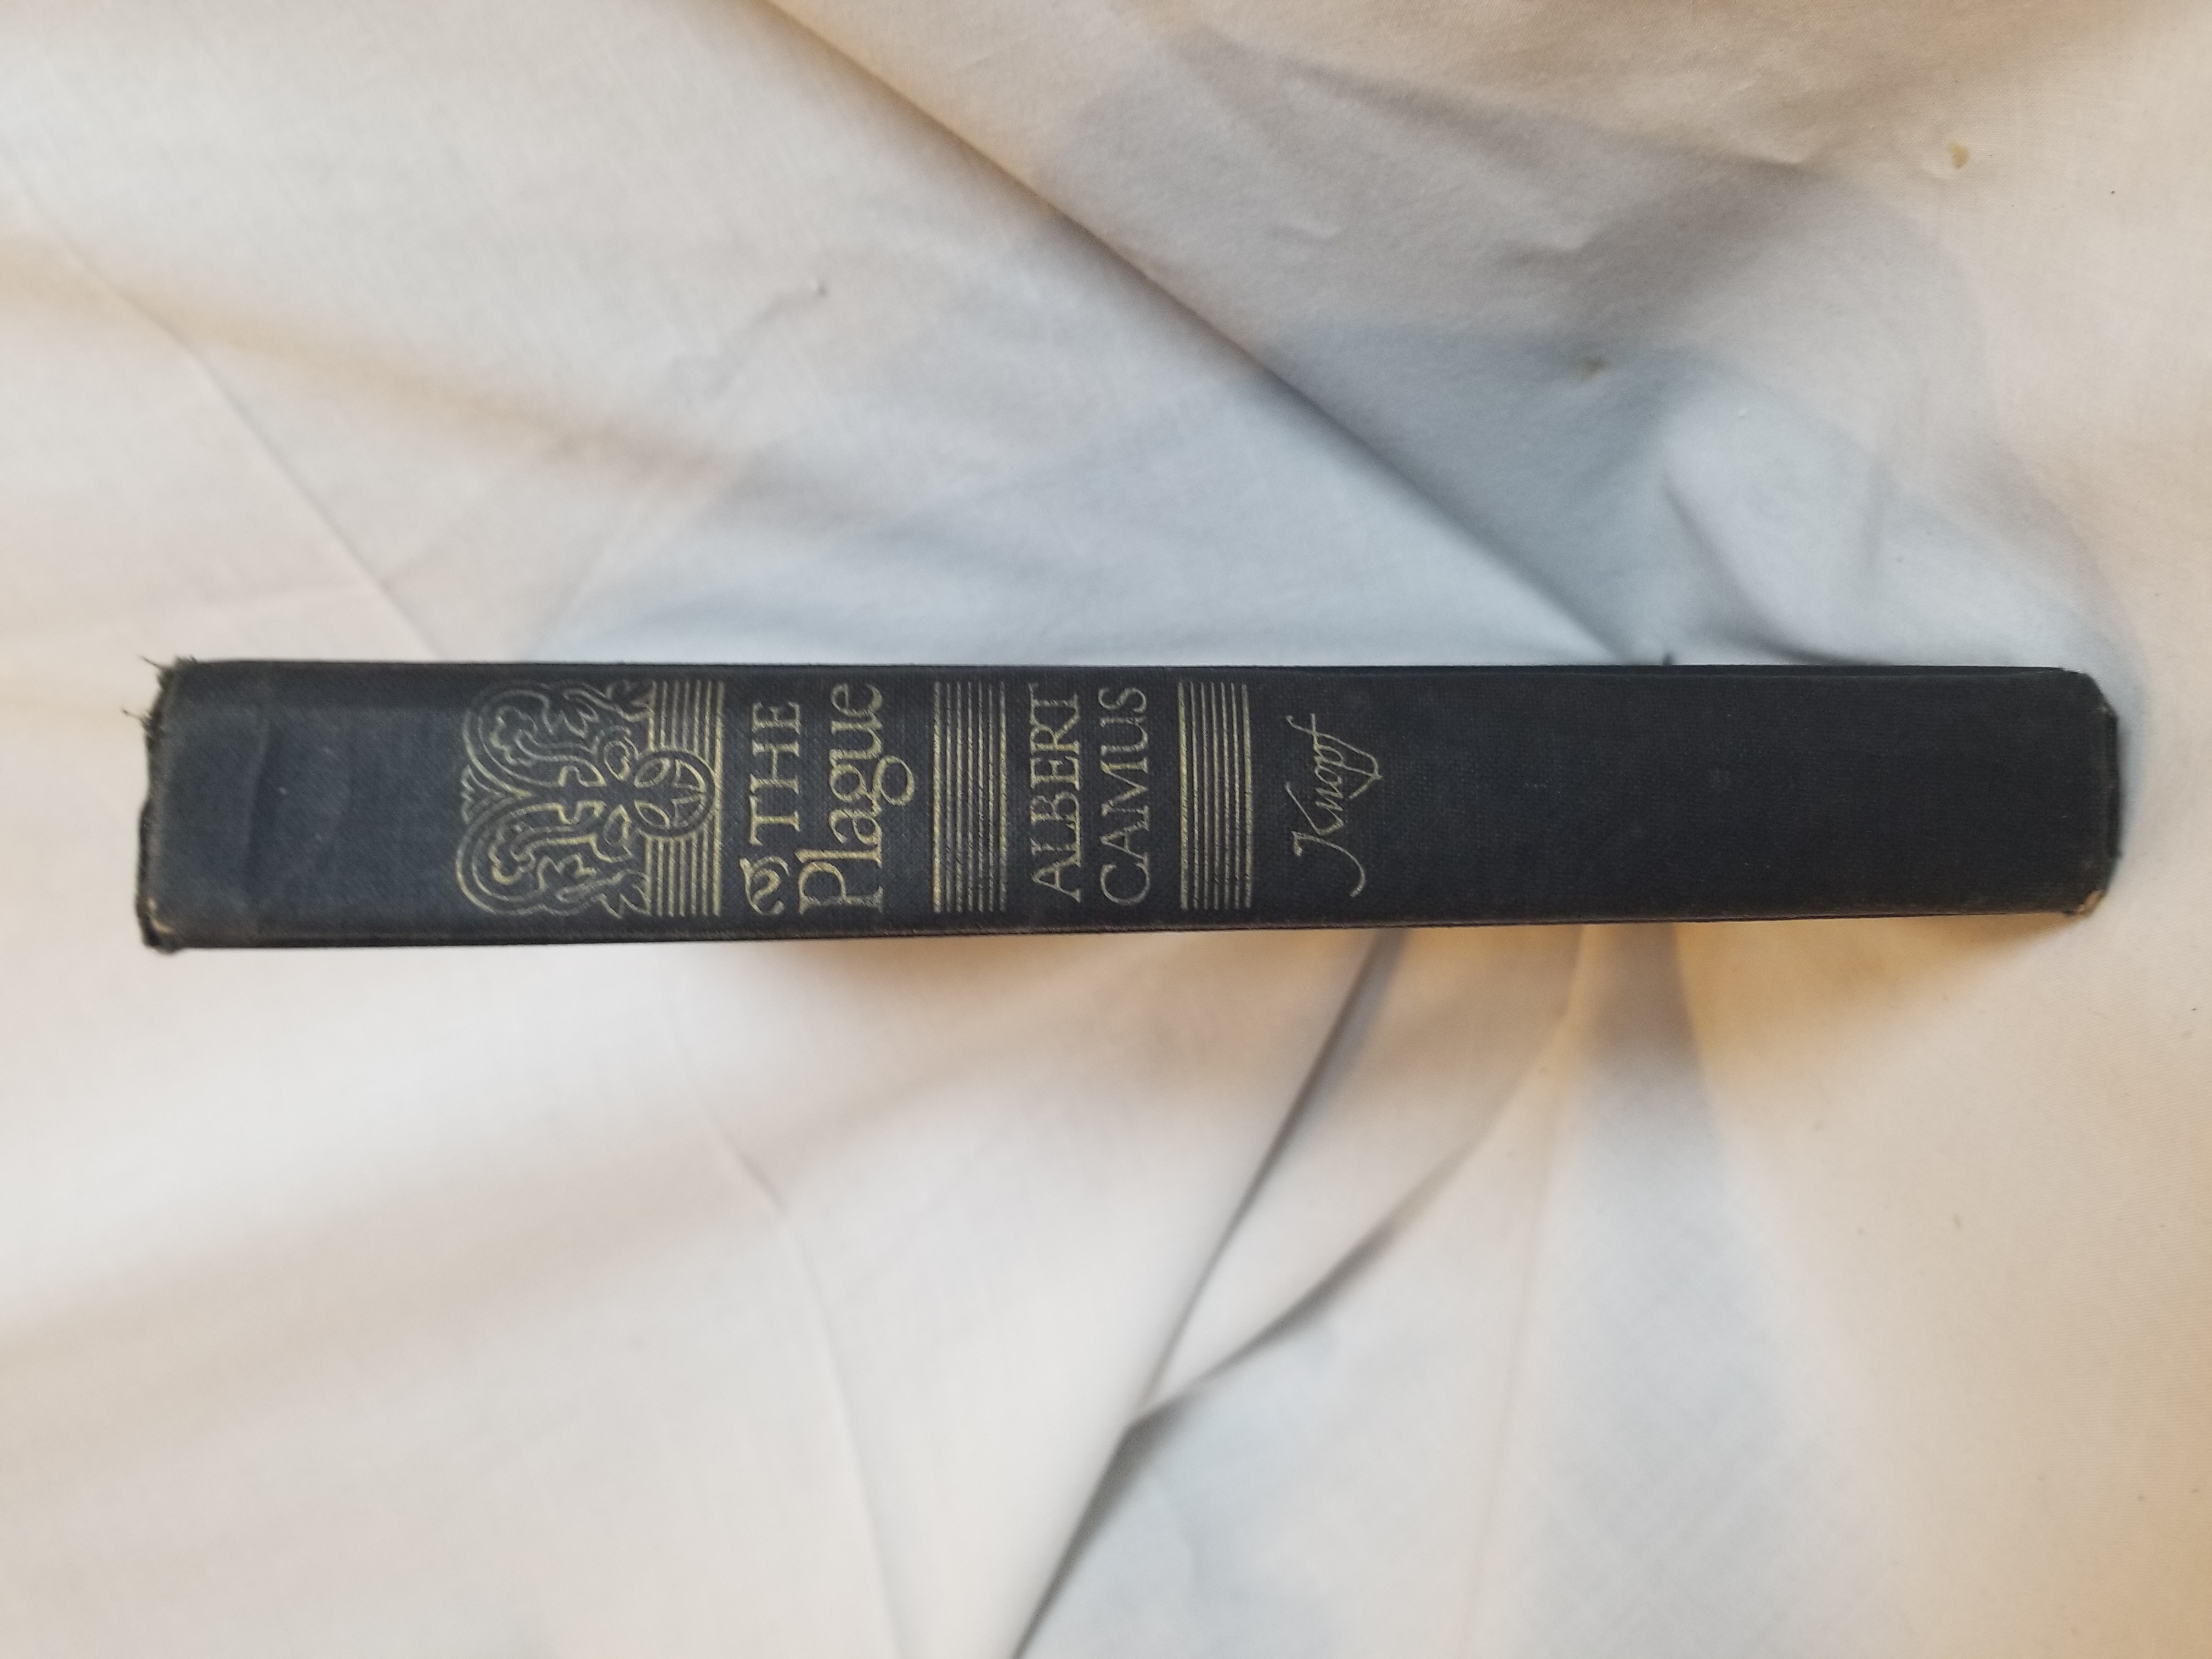 THE
Plague
ALBERT
CAMUS
Knopf